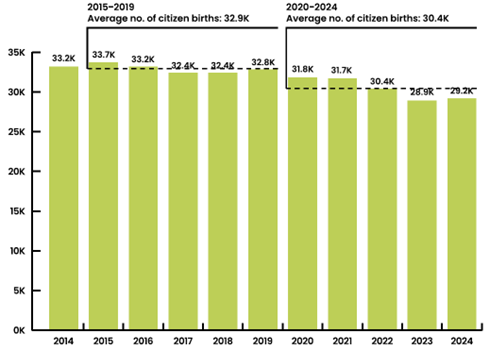 2015–2019
Average no. of citizen births: 32.9K
2020–2024
Average no. of citizen births: 30.4K
35K
30K
25K
20K
15K
10K
5K
0K
33.2K
33.7K
33.2K
32.4K
32.4K
32.8K
31.8K
31.7K
30.4K
28.9K
29.2K
2014 2015 2016 2017 2018 2019 2020 2021 2022 2023 2024